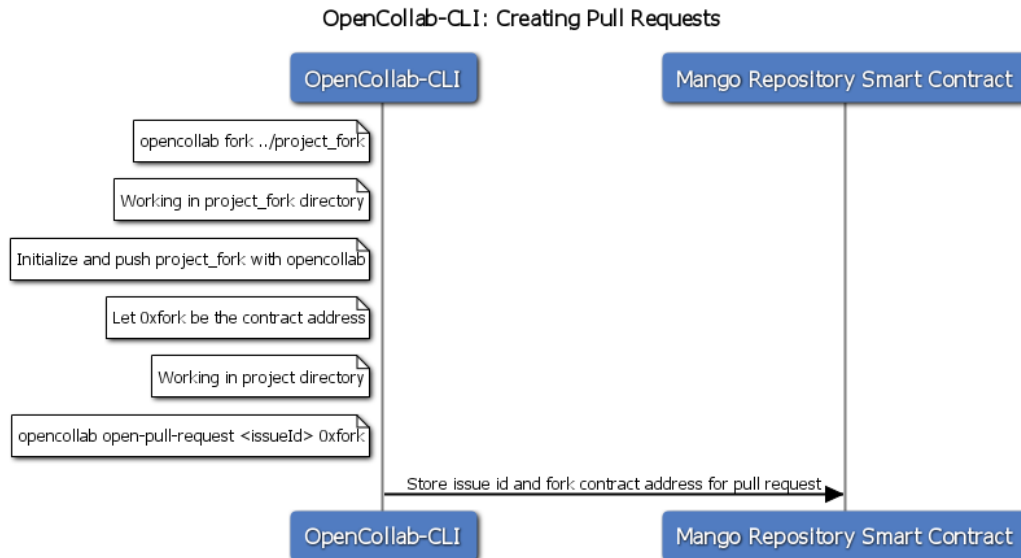 OpenCollab-CLI: Creating Pull Requests
OpenCollab-CLI
Mango Repository Smart Contract
opencollab fork ../project_fork
Working in project_fork directory
Initialize and push project_fork with opencollab
Let 0xfork be the contract address
Working in project directory
opencollab open-pull-request <issueId> 0xfork
Store issue id and fork contract address for pull request
OpenCollab-CLI
Mango Repository Smart Contract